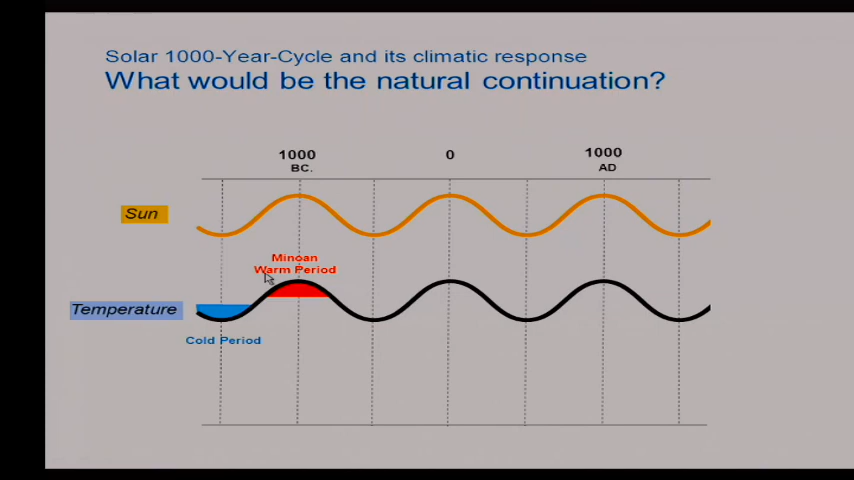 Solar 1000-Year-Cycle and its climatic response
What would be the natural continuation?
1000 0 1000
BC. AD
Sun
Minoan
Warm Period
Temperature
Cold Period